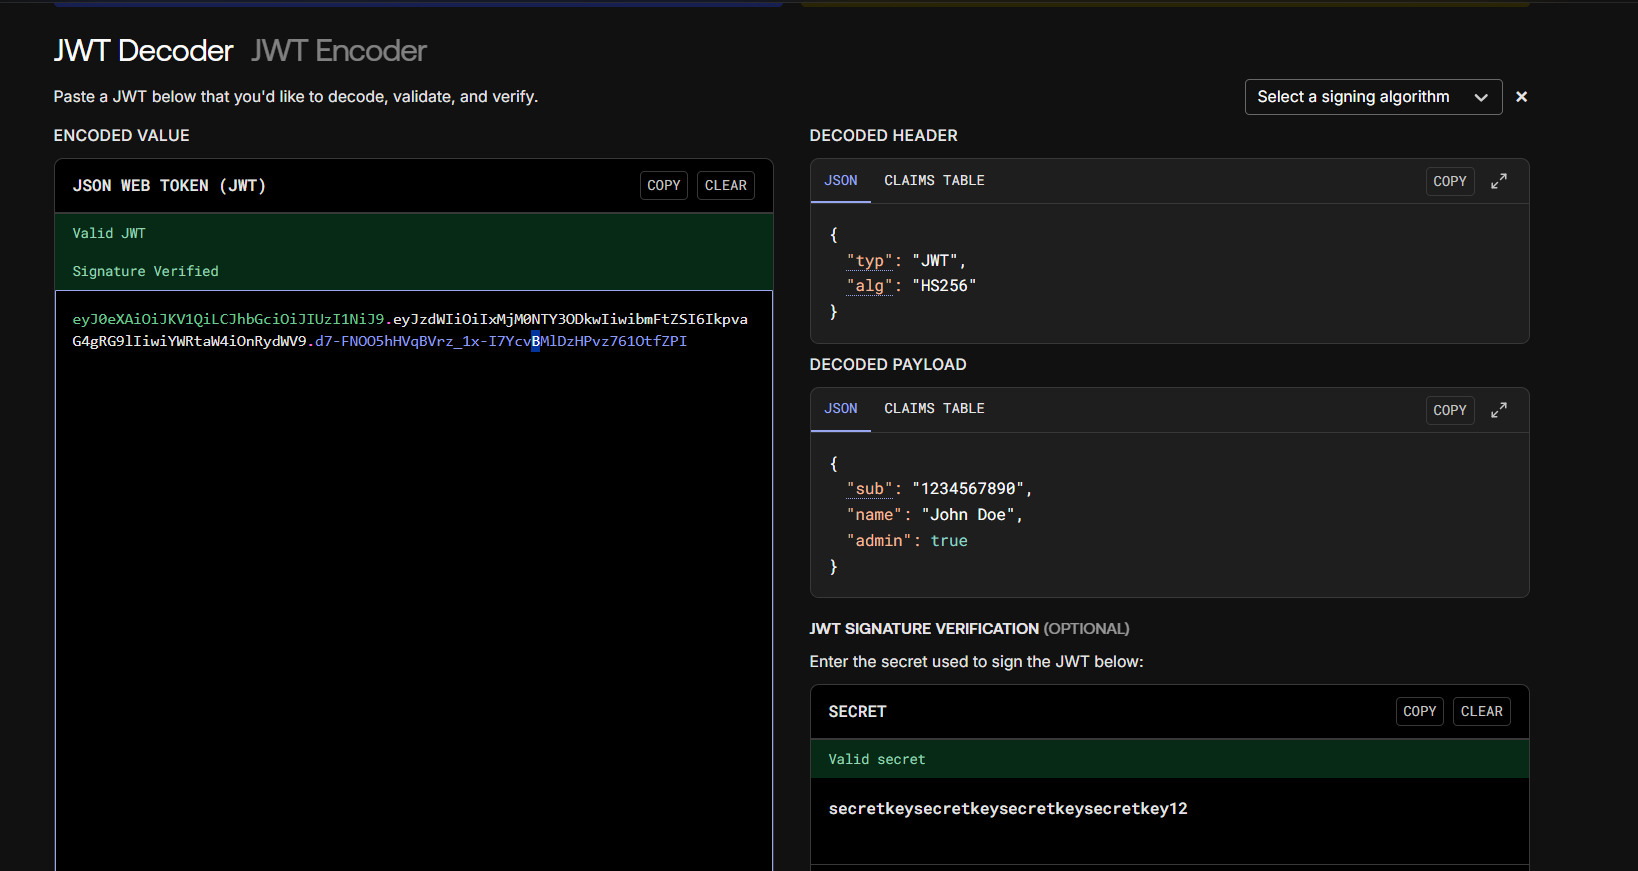 JWT Decoder JWT Encoder
Paste a JWT below that you'd like to decode, validate, and verify.
Select a signing algorithm
ENCODED VALUE
JSON WEB TOKEN (JWT)
COPY
CLEAR
Valid JWT
Signature Verified
eyJ0eXAiOiJKV1QiLCJhbGciOiJIUzI1NiJ9.eyJzdWIiOiIxMjM0NTY3ODkwIiwibmFtZSI6Ikpva
G4gRG9lIiwiYWRtaW4iOnRydWV9.d7-FNOO5hHVqBVrz_1x-I7YcvBMlDzHPvz761OtfZPI
DECODED HEADER
JSON CLAIMS TABLE
COPY
{
"typ": "JWT",
"alg": "HS256"
}
DECODED PAYLOAD
JSON CLAIMS TABLE
COPY
{
"sub": "1234567890",
"name": "John Doe",
"admin": true
}
JWT SIGNATURE VERIFICATION (OPTIONAL)
Enter the secret used to sign the JWT below:
SECRET
COPY
CLEAR
Valid secret
secretkeysecretkeysecretkeysecretkey12